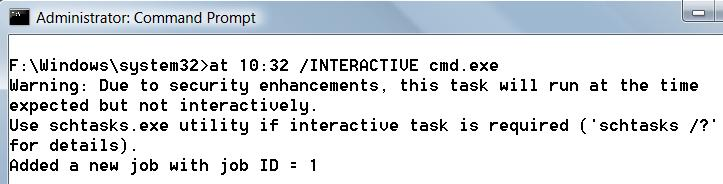 Administrator: Command Prompt
F:\Windows\system32>at 10:32 /INTERACTIVE cmd.exe
Warning: Due to security enhancements, this task will run at the time
expected but not interactively.
Use schtasks.exe utility if interactive task is required ('schtasks /?'
for details).
Added a new job with job ID = 1